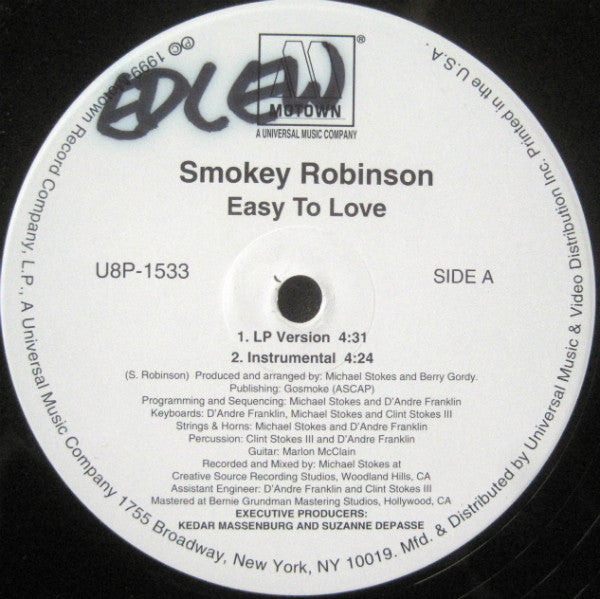 EDLEW
M
®
MOTOWN
A UNIVERSAL MUSIC COMPANY
Smokey Robinson
Easy To Love
U8P-1533
SIDE A
1. LP Version 4:31
2. Instrumental 4:24
(S. Robinson) Produced and arranged by: Michael Stokes and Berry Gordy.
Publishing: Gosmoke (ASCAP)
Programming and Sequencing: Michael Stokes and D'Andre Franklin
Keyboards: D'Andre Franklin, Michael Stokes and Clint Stokes III
Strings & Horns: Michael Stokes and D'Andre Franklin
Percussion: Clint Stokes III and D'Andre Franklin
Guitar: Marlon McClain
Recorded and Mixed by: Michael Stokes at
Creative Source Recording Studios, Woodland Hills, CA
Assistant Engineer: D'Andre Franklin and Clint Stokes III
Mastered at Bernie Grundman Mastering Studios, Hollywood, CA
EXECUTIVE PRODUCERS:
KEDAR MASSENBURG AND SUZANNE DEPASSE
℗© 1999 Motown Record Company, L.P., A Universal Music Company 1755 Broadway, New York, NY 10019. Mfd. & Distributed by Universal Music & Video Distribution Inc. Printed in the U.S.A.